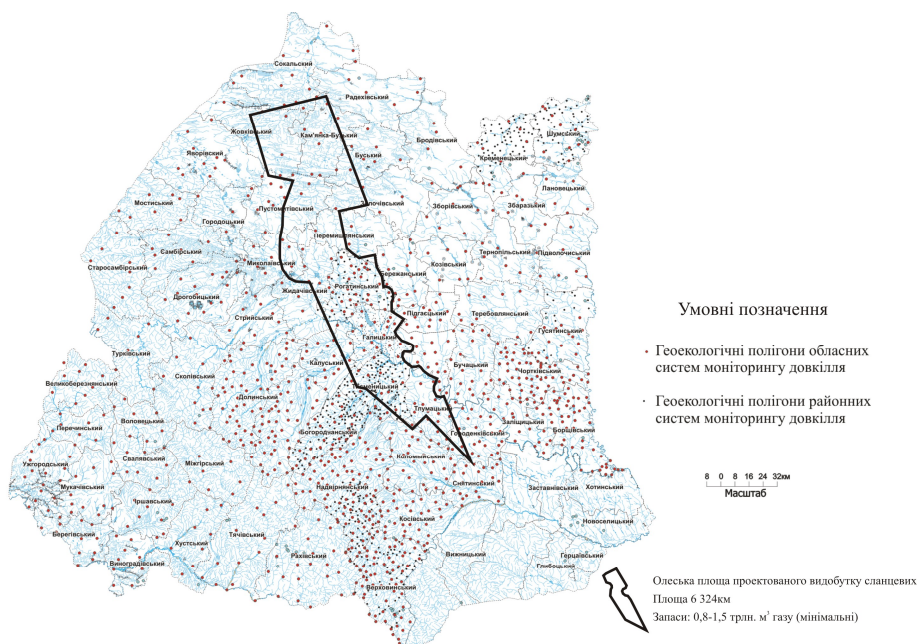 Сокальский
Радехівський
Жовківський
Кам'янка-Бузький
Бродівський
Шумський
Буський
Кременецький
Яворівский
Лановецький
Мостиський
Пустомитівський
Золочівський
Зборівський
Збаразький
Городоцький
Перемишлянський
Самбірський
Миколаївський
Тернопільський
Підволочиський
Старосамбірський
Бережанський
Козівський
Рогатинський
Жидачівський
Дрогобицький
Стрийський
Підгаєцький
Теребовлянський
Гусятинський
Галицький
Турківський
Калуський
Бучацький
Чортківський
Сколівський
Великоберезнянський
Тисменицький
Долинський
Тлумацький
Перечинський
Воловецький
Богородчанський
Городенківський
Заліщицький
Борщівський
Свалявський
Міжгірський
Коломийський
Ужгородський
Мукачівський
Надвірнянський
Снятинський
Заставнівський
Хотинський
Іршавський
Косівський
Новоселицький
Берегівський
Хустський
Тячівський
Рахівський
Вижницький
Герцаївський
Виноградівський
Глибоцький
Верховинський
Умовні позначення
Геоекологічні полігони обласних
систем моніторингу довкілля
Геоекологічні полігони районних
систем моніторингу довкілля
8 0 8 16 24 32км
Масштаб
Олеська площа проектованого видобутку сланцевих
Площа 6 324км
Запаси: 0,8-1,5 трлн. м³ газу (мінімальні)